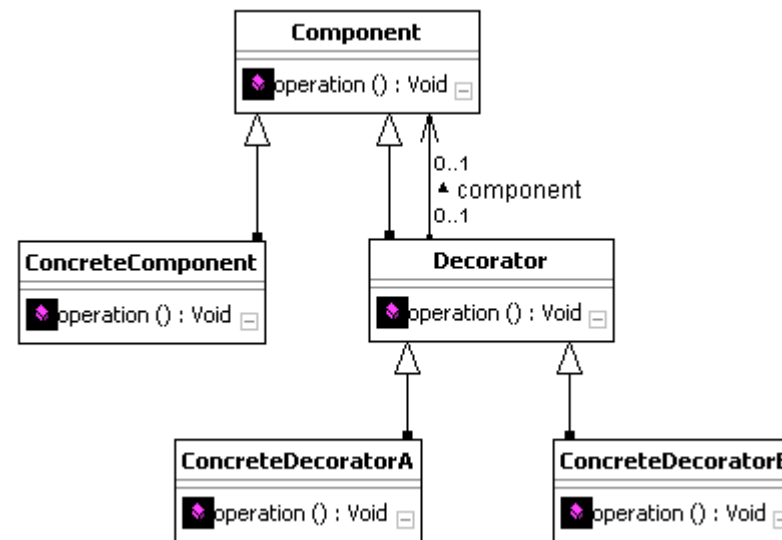 Component
operation () : Void
0..1
component
0..1
ConcreteComponent
operation () : Void
Decorator
operation () : Void
ConcreteDecoratorA
operation () : Void
ConcreteDecoratorB
operation () : Void